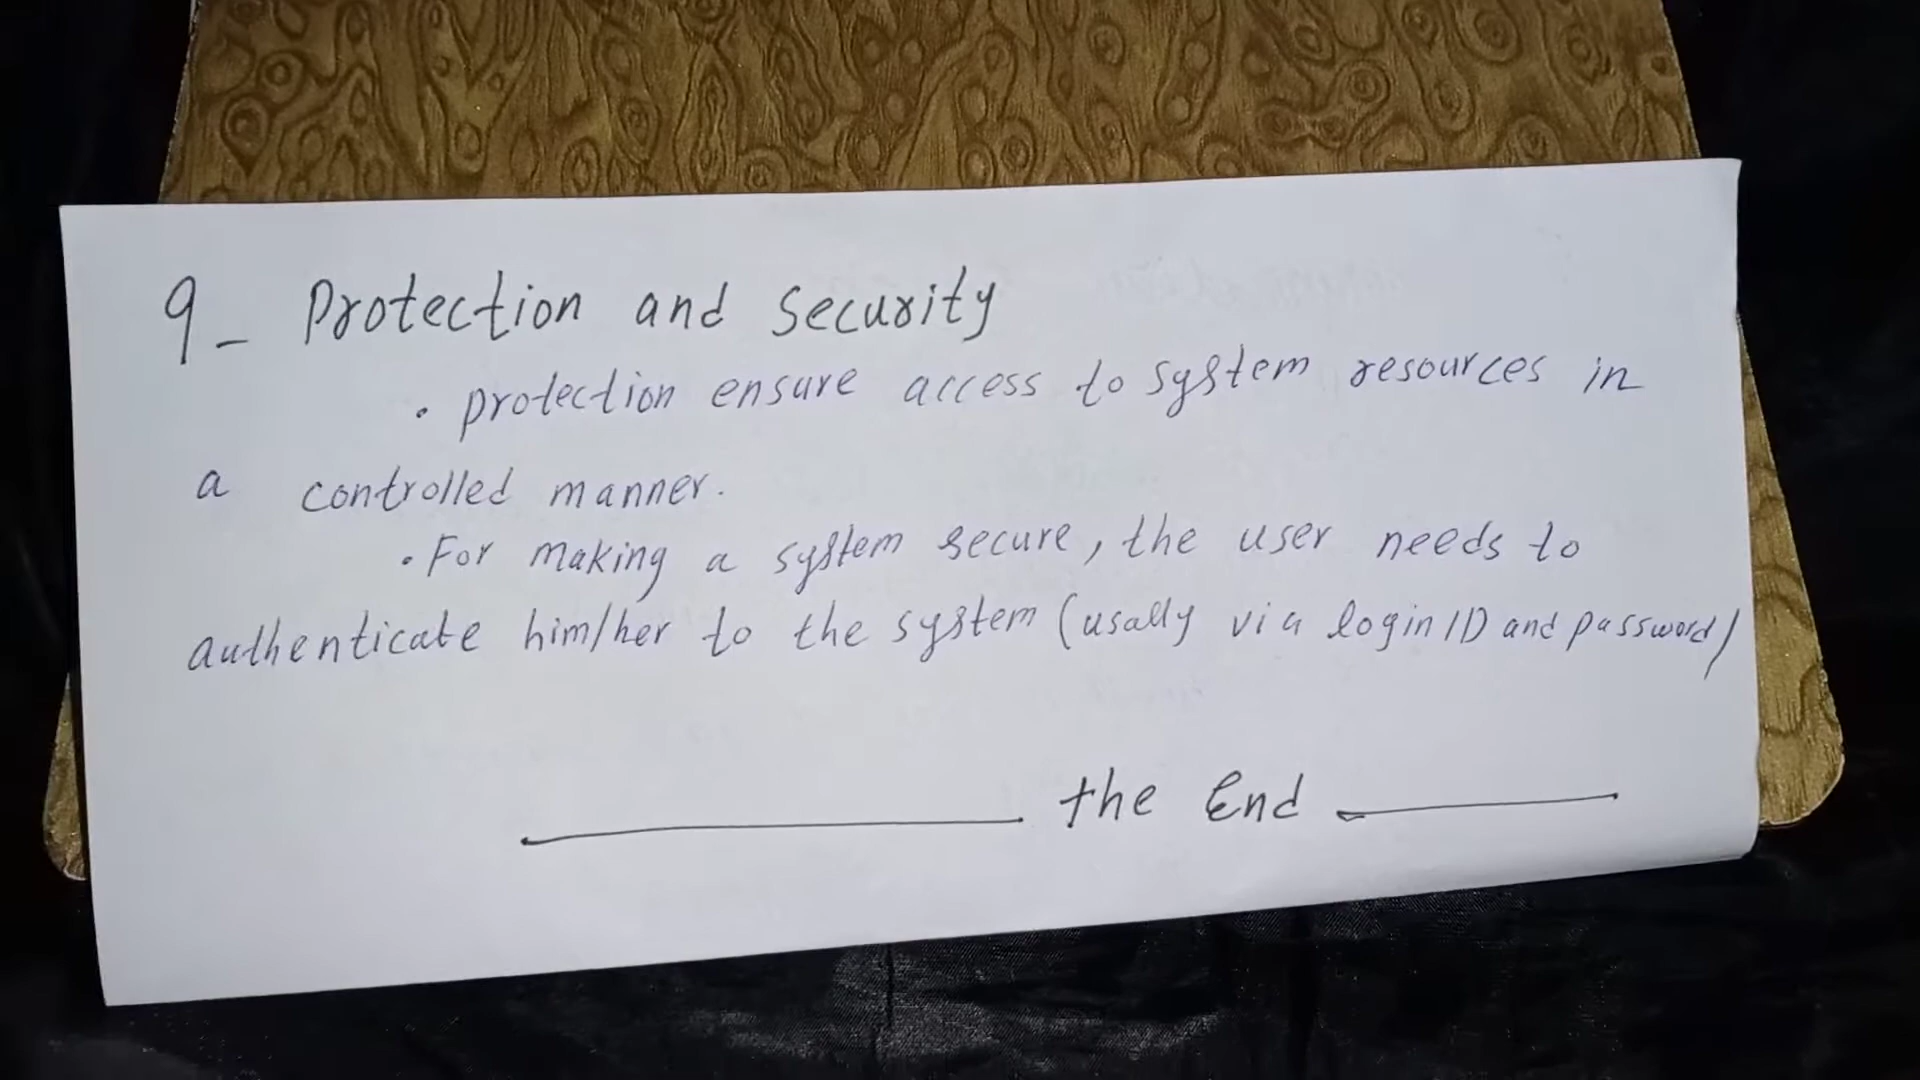 9_ Protection and Security
• protection ensure access to system resources in
a controlled manner.
• For making a system secure, the user needs to
authenticate him/her to the system (usally via login ID and password)
the End